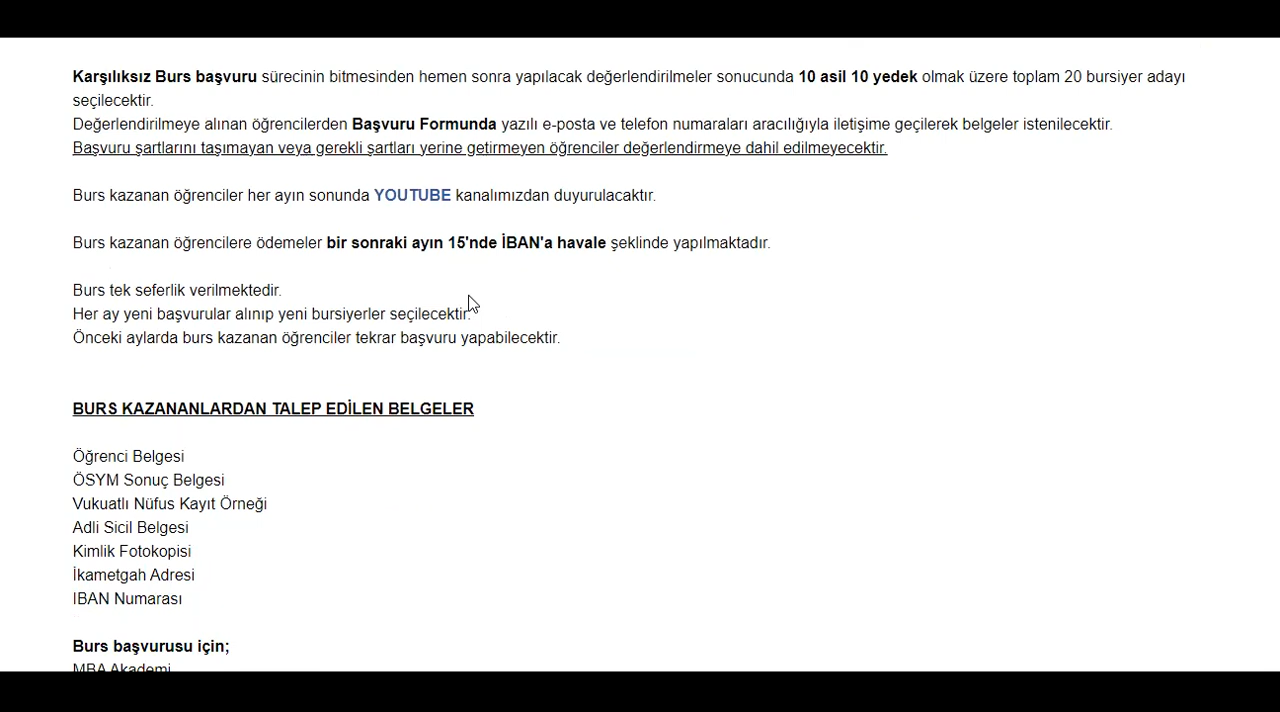 Karşılıksız Burs başvuru sürecinin bitmesinden hemen sonra yapılacak değerlendirilmeler sonucunda 10 asil 10 yedek olmak üzere toplam 20 bursiyer adayı
seçilecektir.
Değerlendirilmeye alınan öğrencilerden Başvuru Formunda yazılı e-posta ve telefon numaraları aracılığıyla iletişime geçilerek belgeler istenilecektir.
Başvuru şartlarını taşımayan veya gerekli şartları yerine getirmeyen öğrenciler değerlendirmeye dahil edilmeyecektir.
Burs kazanan öğrenciler her ayın sonunda YOUTUBE kanalımızdan duyurulacaktır.
Burs kazanan öğrencilere ödemeler bir sonraki ayın 15'nde İBAN'a havale şeklinde yapılmaktadır.
Burs tek seferlik verilmektedir.
Her ay yeni başvurular alınıp yeni bursiyerler seçilecektir.
Önceki aylarda burs kazanan öğrenciler tekrar başvuru yapabilecektir.
BURS KAZANANLARDAN TALEP EDİLEN BELGELER
Öğrenci Belgesi
ÖSYM Sonuç Belgesi
Vukuatlı Nüfus Kayıt Örneği
Adli Sicil Belgesi
Kimlik Fotokopisi
İkametgah Adresi
IBAN Numarası
Burs başvurusu için;
MBA Akademi